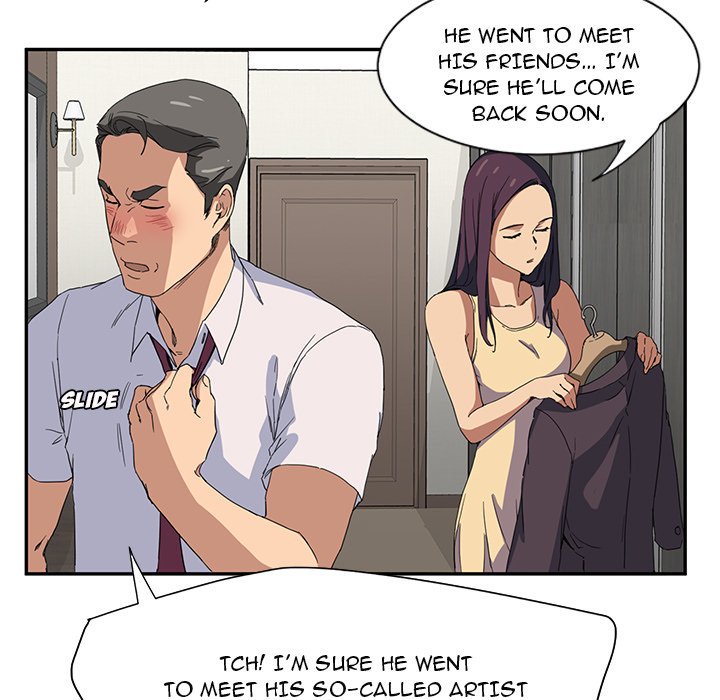 HE WENT TO MEET
HIS FRIENDS... I'M
SURE HE'LL COME
BACK SOON.
SLIDE
TCH! I'M SURE HE WENT
TO MEET HIS SO-CALLED ARTIST